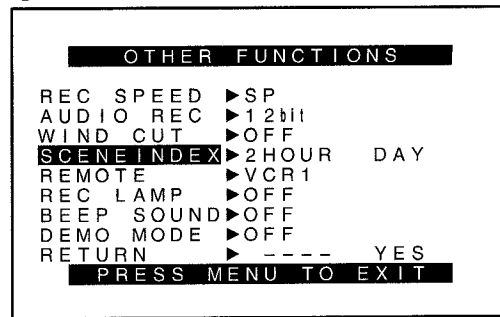 OTHER FUNCTIONS
REC SPEED ►SP
AUDIO REC ►12bit
WIND CUT ►OFF
SCENEINDEX►2HOUR DAY
REMOTE ►VCR1
REC LAMP ►OFF
BEEP SOUND►OFF
DEMO MODE ►OFF
RETURN ► ---- YES
PRESS MENU TO EXIT